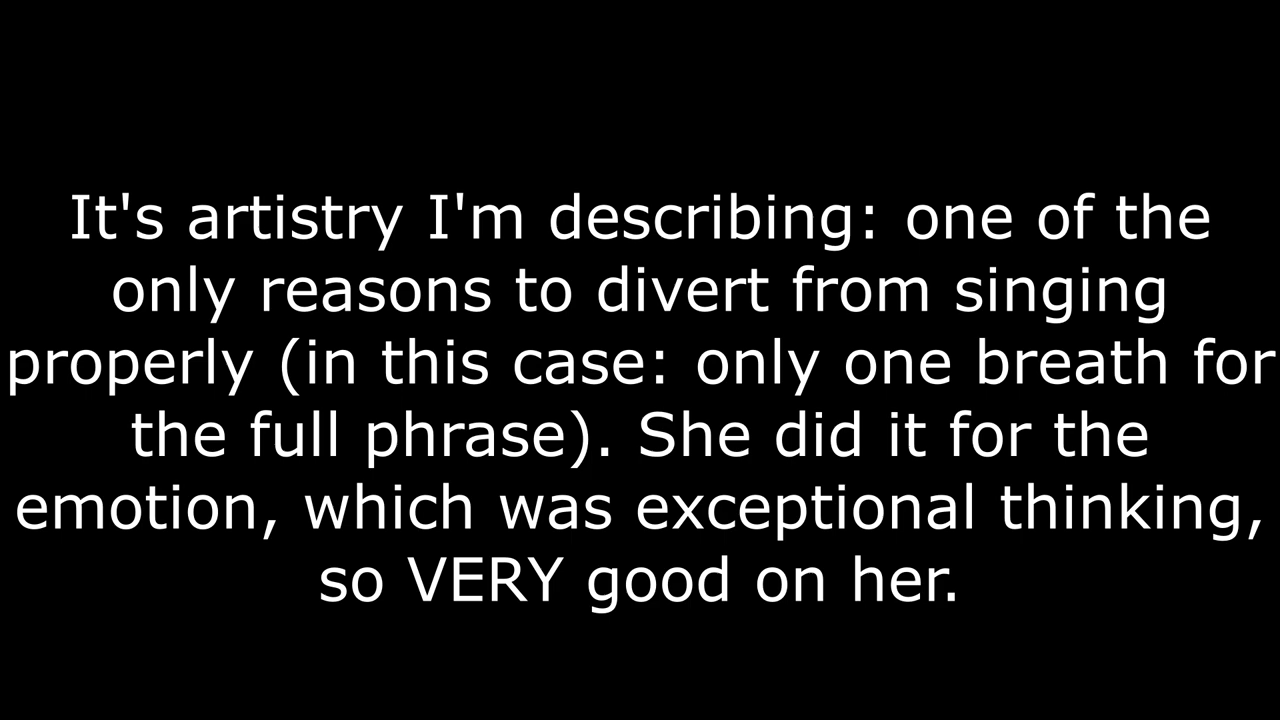 It's artistry I'm describing: one of the
only reasons to divert from singing
properly (in this case: only one breath for
the full phrase). She did it for the
emotion, which was exceptional thinking,
so VERY good on her.